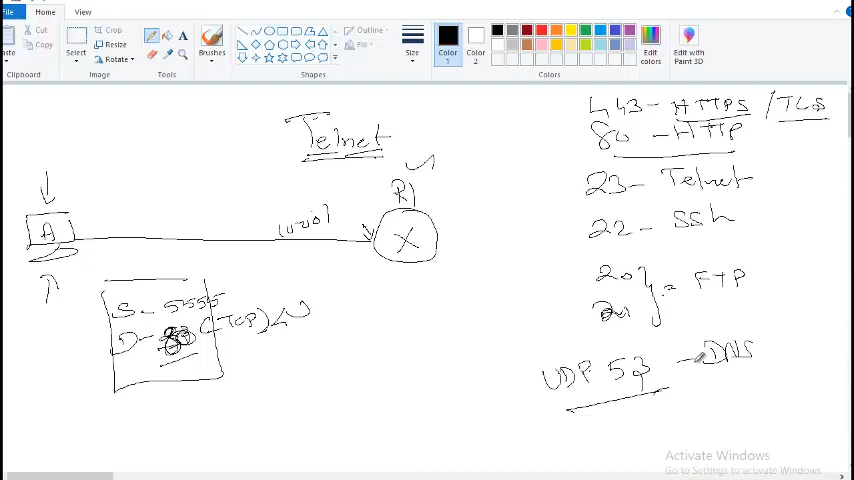 File
Home
View
Paste
Cut
Copy
Clipboard
Select
Crop
Resize
Rotate
Image
Tools
Brushes
Shapes
Outline
Fill
Size
Color 1
Color 2
Colors
Edit colors
Edit with Paint 3D
Telnet
443 - HTTPS / TLS
80 - HTTP
23 - Telnet
22 - SSh
20
21
= FTP
UDP 53 - DNS
R1
A
X
S - 5555
D -
(TCP)
Activate Windows
Go to Settings to activate Windows.